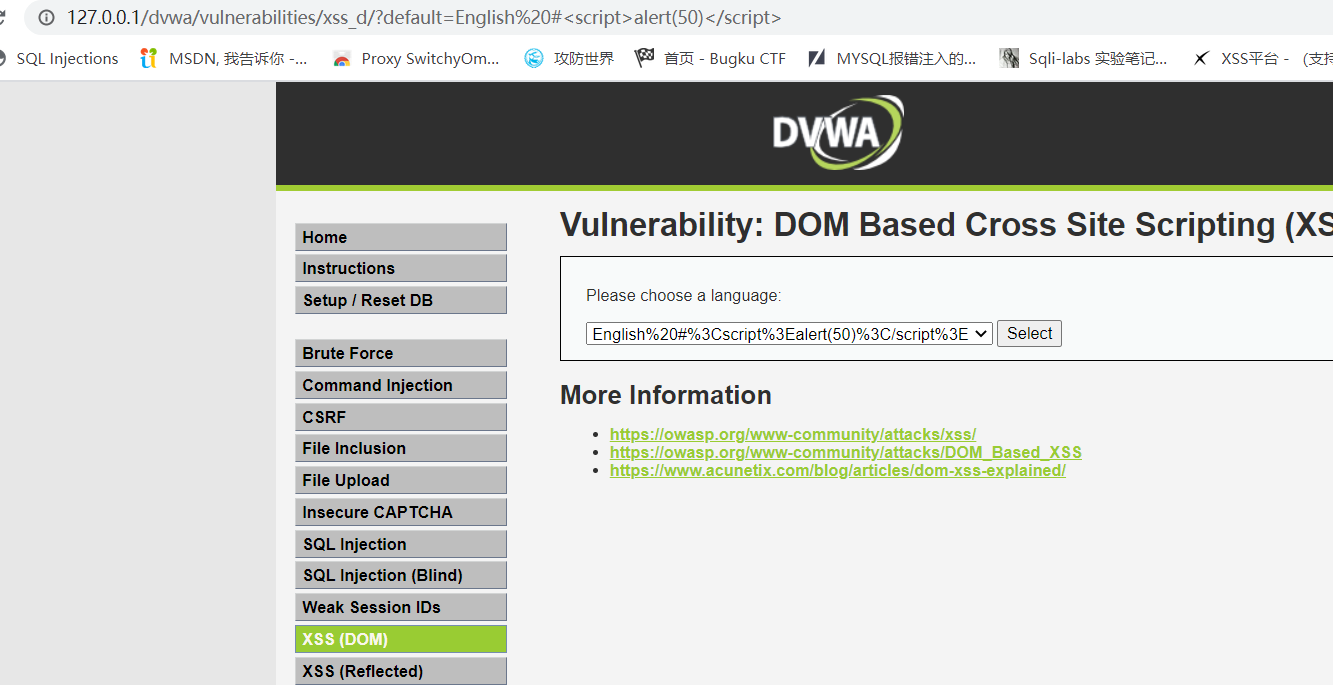 127.0.0.1/dvwa/vulnerabilities/xss_d/?default=English%20#<script>alert(50)</script>
SQL Injections MSDN, 我告诉你 -... Proxy SwitchyOm... 攻防世界 首页 - Bugku CTF MYSQL报错注入的... Sqli-labs 实验笔记... XSS平台 - (支持
DVWA
Vulnerability: DOM Based Cross Site Scripting (XS
Home
Instructions
Setup / Reset DB
Brute Force
Command Injection
CSRF
File Inclusion
File Upload
Insecure CAPTCHA
SQL Injection
SQL Injection (Blind)
Weak Session IDs
XSS (DOM)
XSS (Reflected)
Please choose a language:
English%20#%3Cscript%3Ealert(50)%3C/script%3E Select
More Information
https://owasp.org/www-community/attacks/xss/
https://owasp.org/www-community/attacks/DOM_Based_XSS
https://www.acunetix.com/blog/articles/dom-xss-explained/